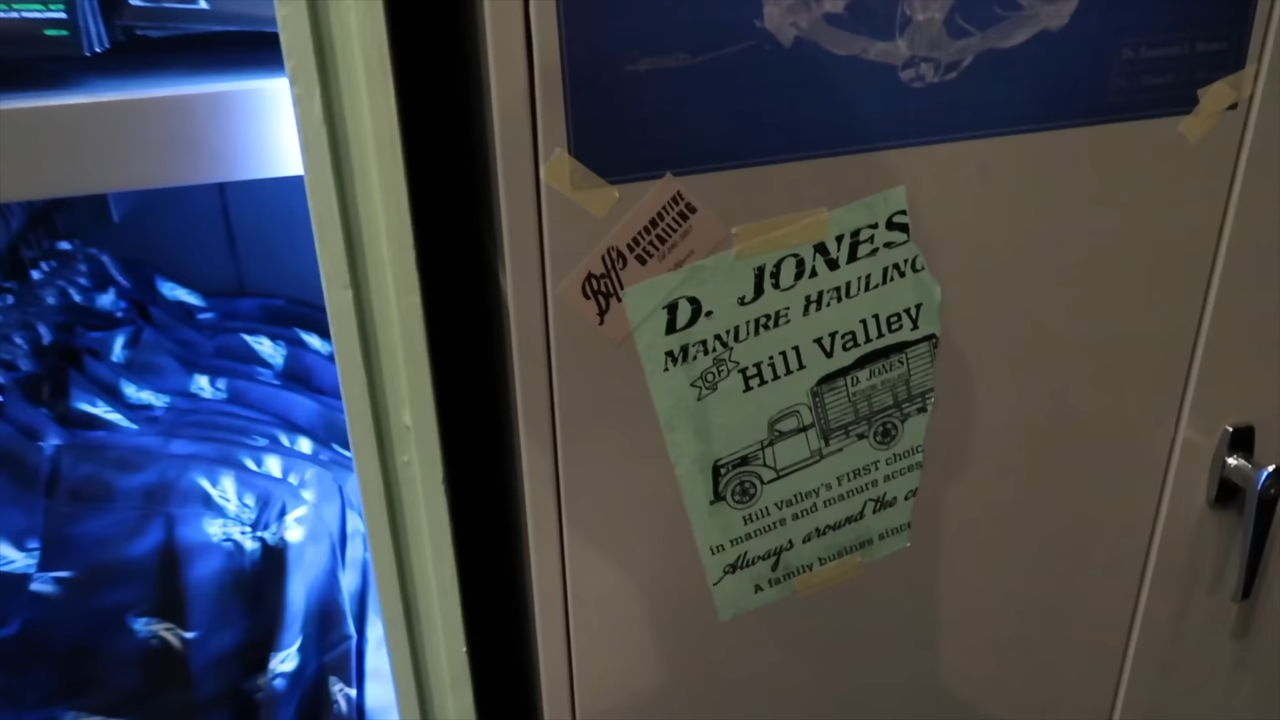 Biff's
AUTOMOTIVE
DETAILING
D. JONES
MANURE HAULING
OF
Hill Valley
D. JONES
Hill Valley's FIRST choic
in manure and manure acces
Always around the c
A family busines sinc